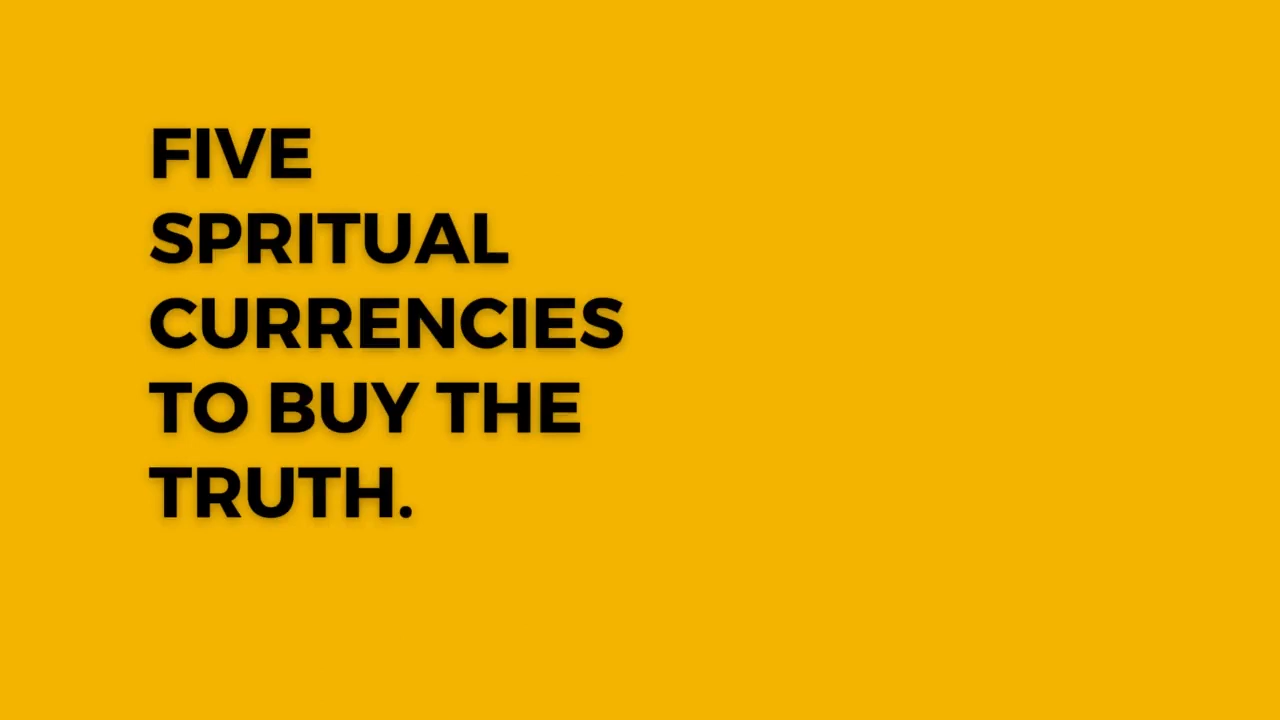 FIVE
SPRITUAL
CURRENCIES
TO BUY THE
TRUTH.